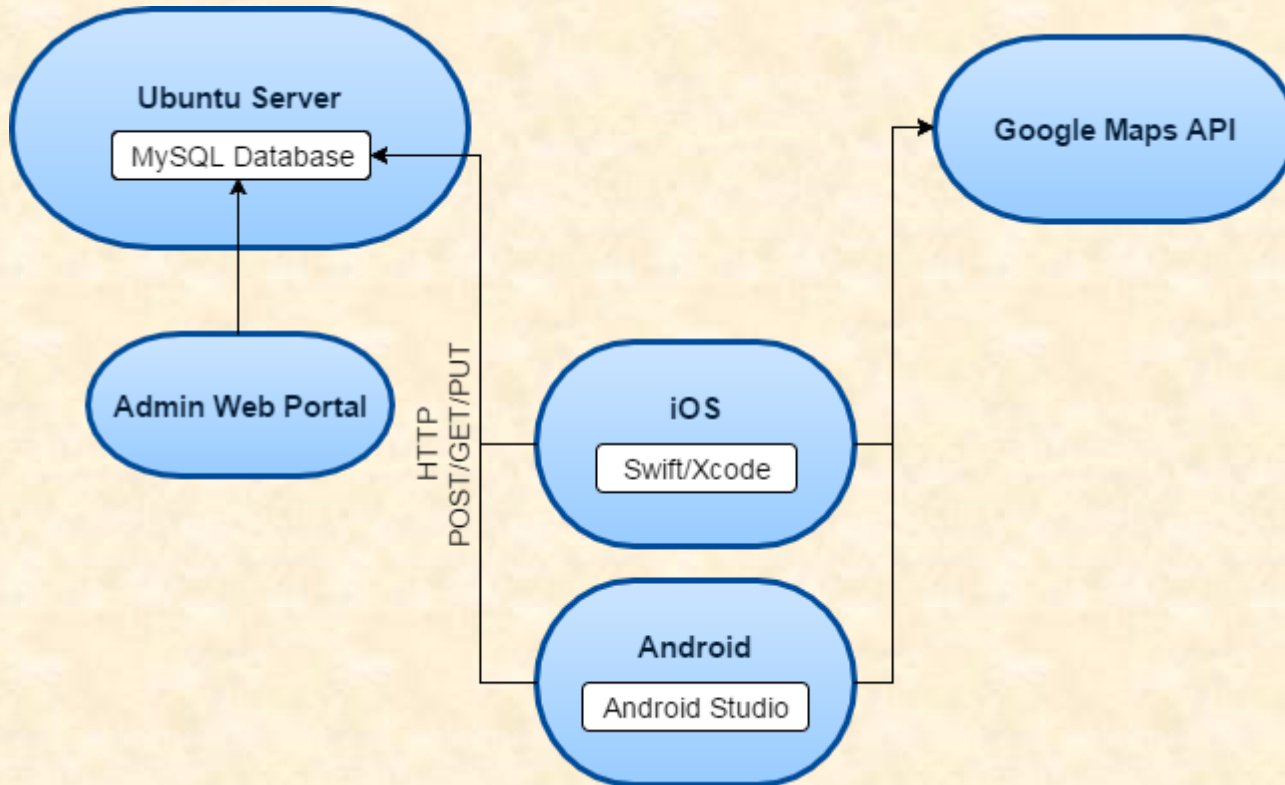 Ubuntu Server
MySQL Database
Google Maps API
Admin Web Portal
HTTP
POST/GET/PUT
iOS
Swift/Xcode
Android
Android Studio